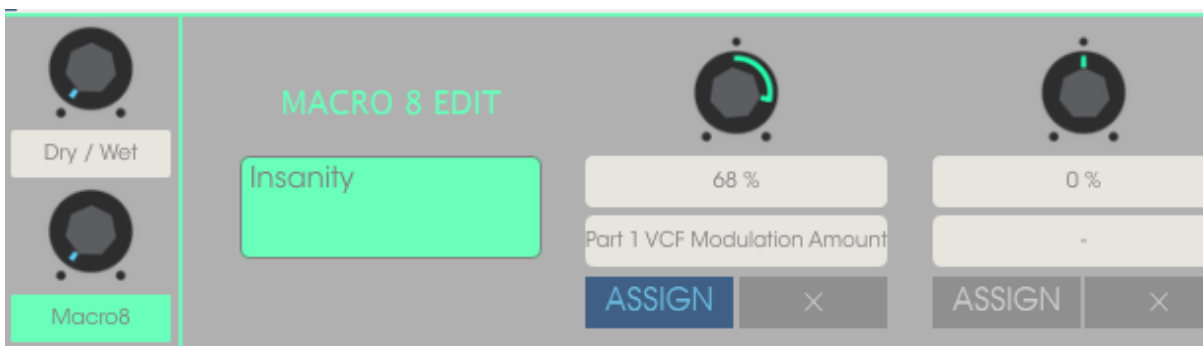 Dry / Wet
Macro8
MACRO 8 EDIT
Insanity
68 %
Part 1 VCF Modulation Amount
ASSIGN ×
0 %
-
ASSIGN ×